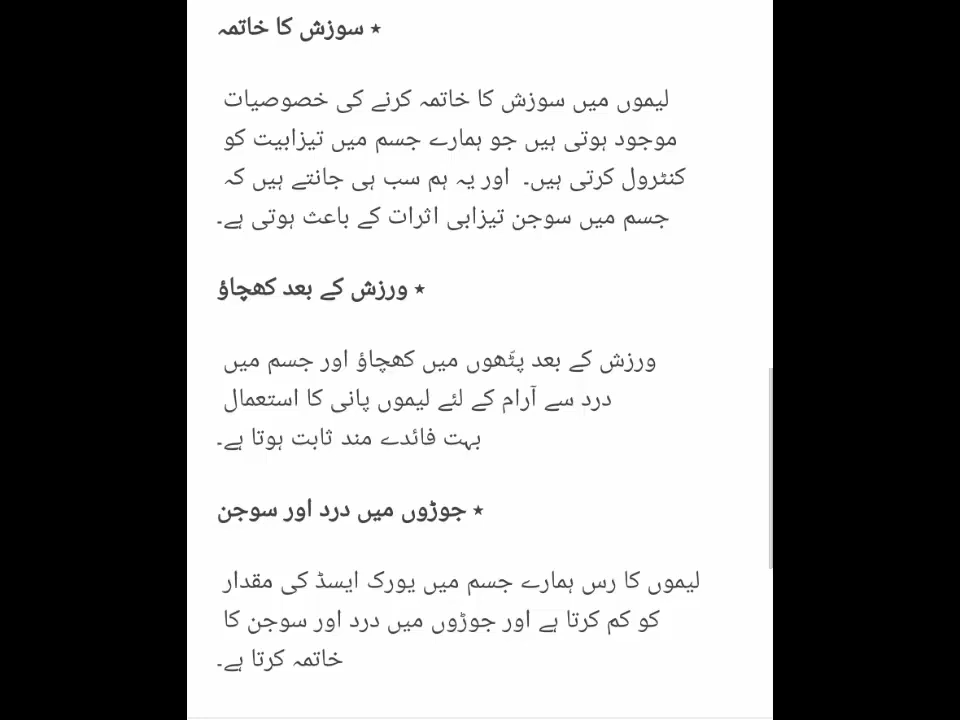 ٭ سوزش کا خاتمہ
لیموں میں سوزش کا خاتمہ کرنے کی خصوصیات
موجود ہوتی ہیں جو ہمارے جسم میں تیزابیت کو
کنٹرول کرتی ہیں۔ اور یہ ہم سب ہی جانتے ہیں کہ
جسم میں سوجن تیزابی اثرات کے باعث ہوتی ہے۔
٭ ورزش کے بعد کھچاؤ
ورزش کے بعد پٹّھوں میں کھچاؤ اور جسم میں
درد سے آرام کے لئے لیموں پانی کا استعمال
بہت فائدے مند ثابت ہوتا ہے۔
٭ جوڑوں میں درد اور سوجن
لیموں کا رس ہمارے جسم میں یورک ایسڈ کی مقدار
کو کم کرتا ہے اور جوڑوں میں درد اور سوجن کا
خاتمہ کرتا ہے۔